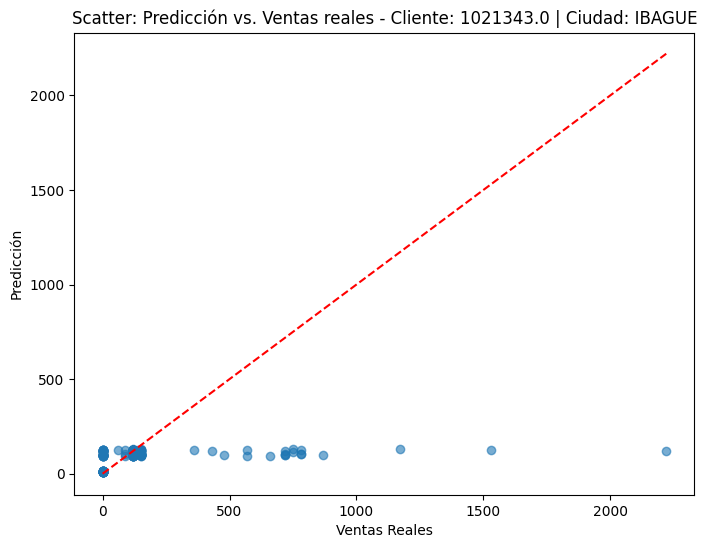 Scatter: Predicción vs. Ventas reales - Cliente: 1021343.0 | Ciudad: IBAGUE
2000
1500
1000
500
0
Predicción
0 500 1000 1500 2000
Ventas Reales